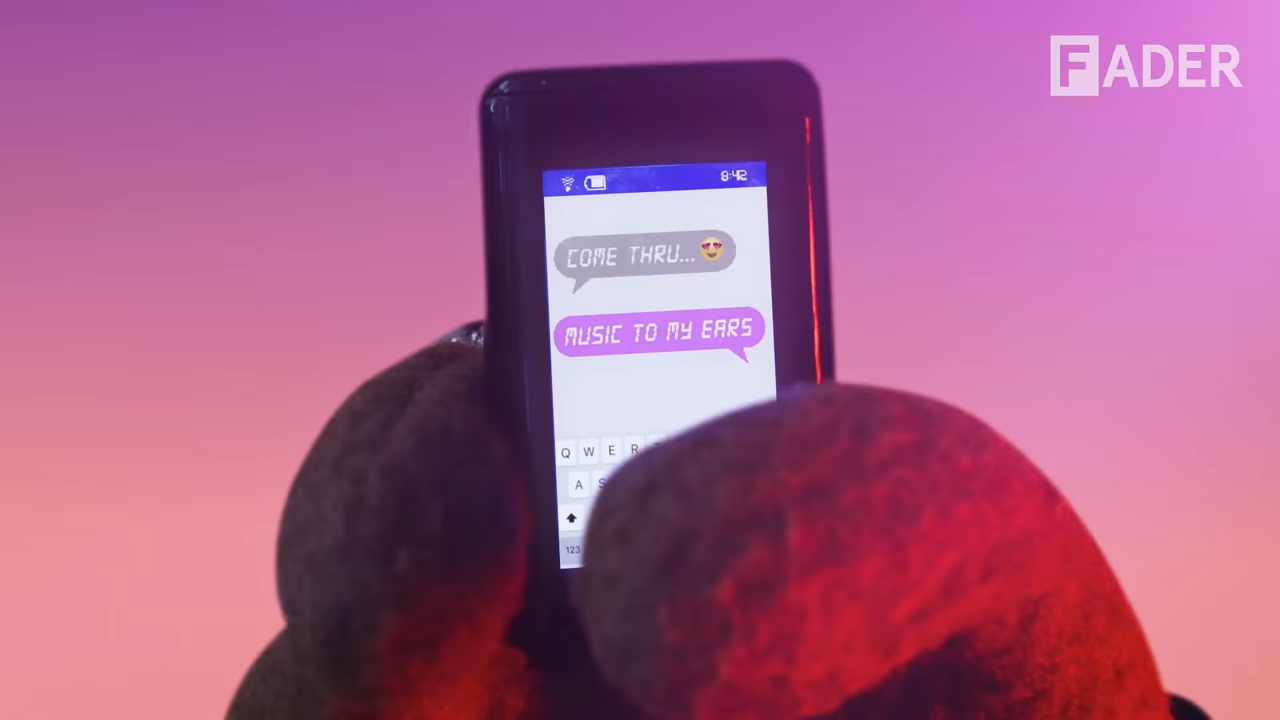 FADER
8:42
COME THRU...😍
MUSIC TO MY EARS
Q W E R
A S
123